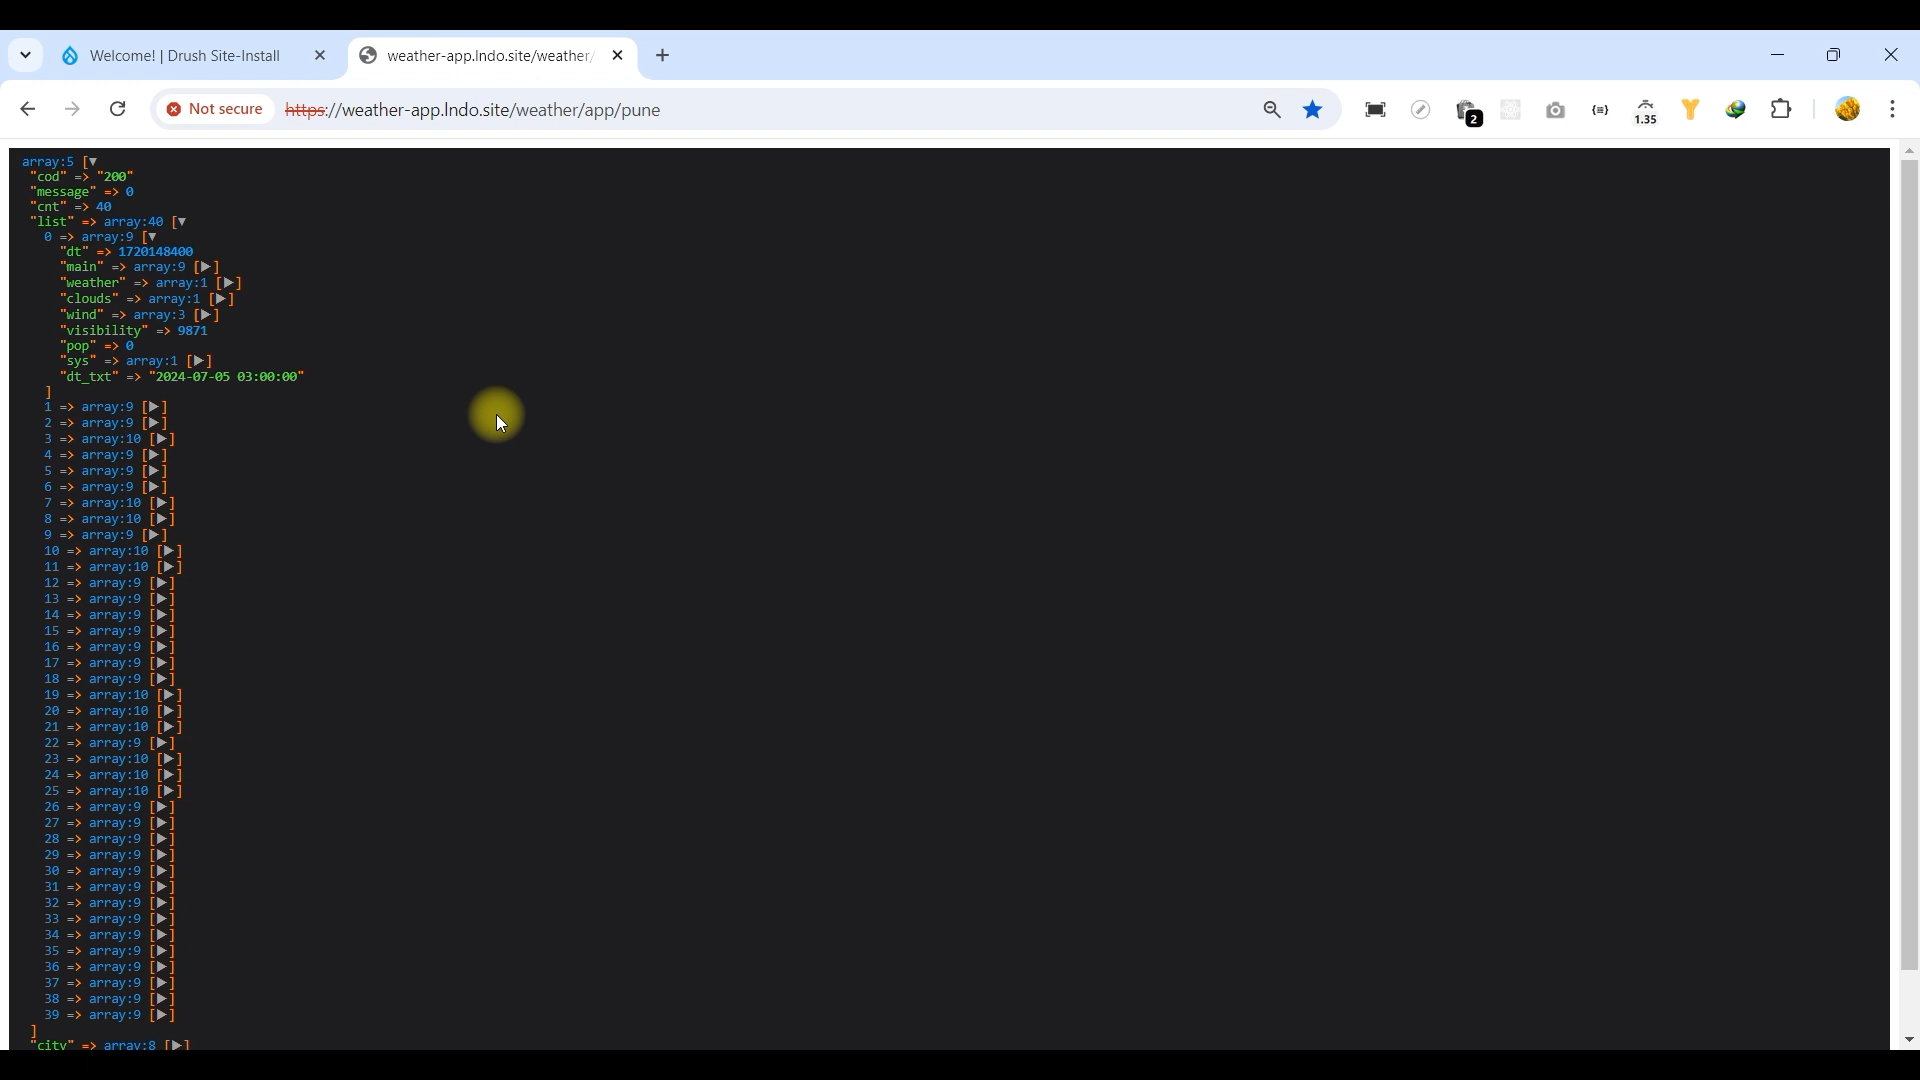 Welcome! | Drush Site-Install
weather-app.lndo.site/weather/
Not secure
https://weather-app.lndo.site/weather/app/pune
2
1.35
array:5 [▼
"cod" => "200"
"message" => 0
"cnt" => 40
"list" => array:40 [▼
0 => array:9 [▼
"dt" => 1720148400
"main" => array:9 [▶]
"weather" => array:1 [▶]
"clouds" => array:1 [▶]
"wind" => array:3 [▶]
"visibility" => 9871
"pop" => 0
"sys" => array:1 [▶]
"dt_txt" => "2024-07-05 03:00:00"
]
1 => array:9 [▶]
2 => array:9 [▶]
3 => array:10 [▶]
4 => array:9 [▶]
5 => array:9 [▶]
6 => array:9 [▶]
7 => array:10 [▶]
8 => array:10 [▶]
9 => array:9 [▶]
10 => array:10 [▶]
11 => array:10 [▶]
12 => array:9 [▶]
13 => array:9 [▶]
14 => array:9 [▶]
15 => array:9 [▶]
16 => array:9 [▶]
17 => array:9 [▶]
18 => array:9 [▶]
19 => array:10 [▶]
20 => array:10 [▶]
21 => array:10 [▶]
22 => array:9 [▶]
23 => array:10 [▶]
24 => array:10 [▶]
25 => array:10 [▶]
26 => array:9 [▶]
27 => array:9 [▶]
28 => array:9 [▶]
29 => array:9 [▶]
30 => array:9 [▶]
31 => array:9 [▶]
32 => array:9 [▶]
33 => array:9 [▶]
34 => array:9 [▶]
35 => array:9 [▶]
36 => array:9 [▶]
37 => array:9 [▶]
38 => array:9 [▶]
39 => array:9 [▶]
]
"city" => array:8 [▶]